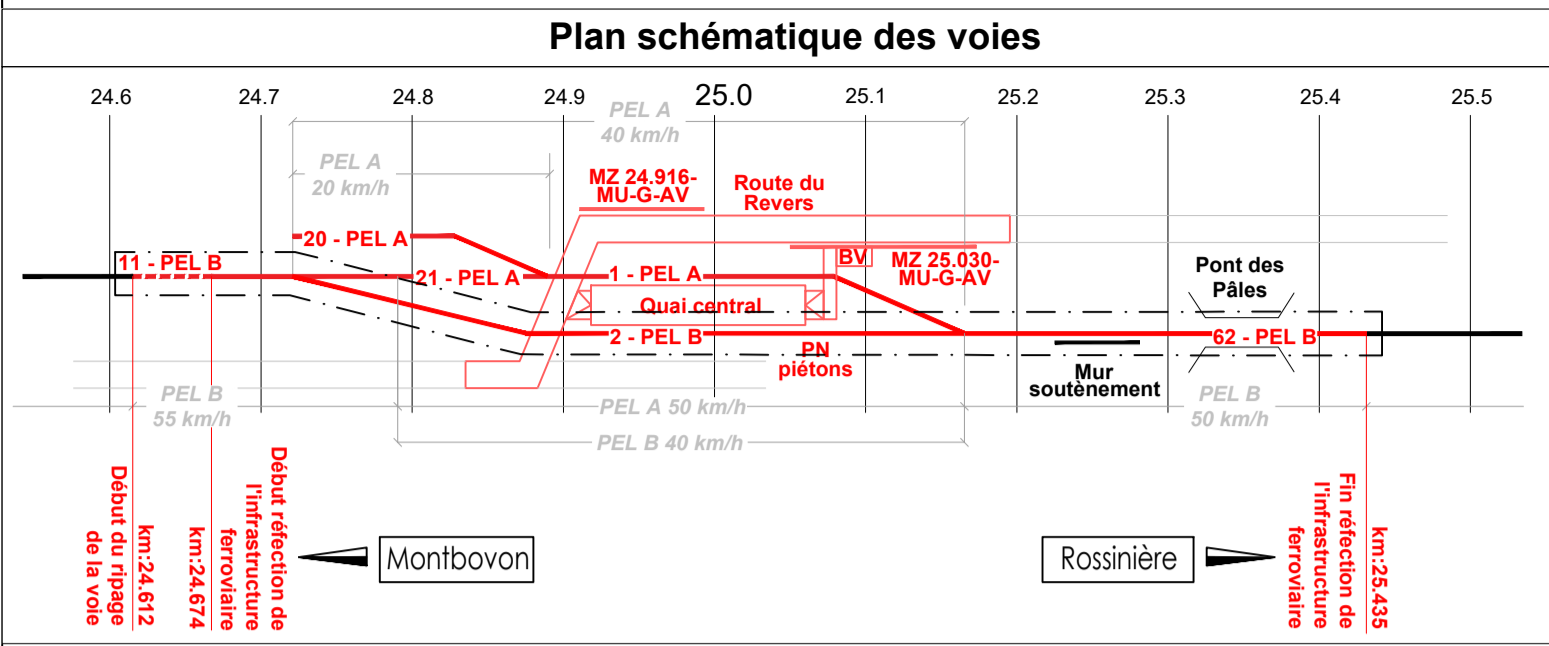 Plan schématique des voies
24.6
24.7
24.8
24.9
25.0
25.1
25.2
25.3
25.4
25.5
PEL A
40 km/h
PEL A
20 km/h
MZ 24.916-
MU-G-AV
Route du
Revers
20 - PEL A
11 - PEL B
21 - PEL A
1 - PEL A
BV
MZ 25.030-
MU-G-AV
Pont des
Pâles
Quai central
2 - PEL B
62 - PEL B
PN
piétons
Mur
soutènement
PEL B
55 km/h
PEL A 50 km/h
PEL B
50 km/h
PEL B 40 km/h
Début du ripage
de la voie
km:24.612
km:24.674
Début réfection de
l'infrastructure
ferroviaire
Montbovon
Rossinière
Fin réfection de
l'infrastructure
ferroviaire
km:25.435